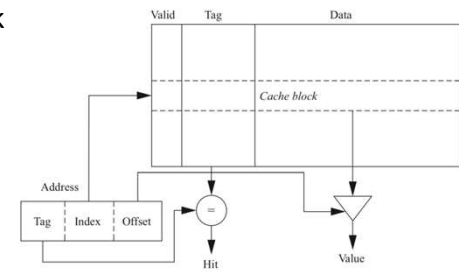 K
Valid Tag Data
Cache block
Address
Tag Index Offset
=
Hit
Value